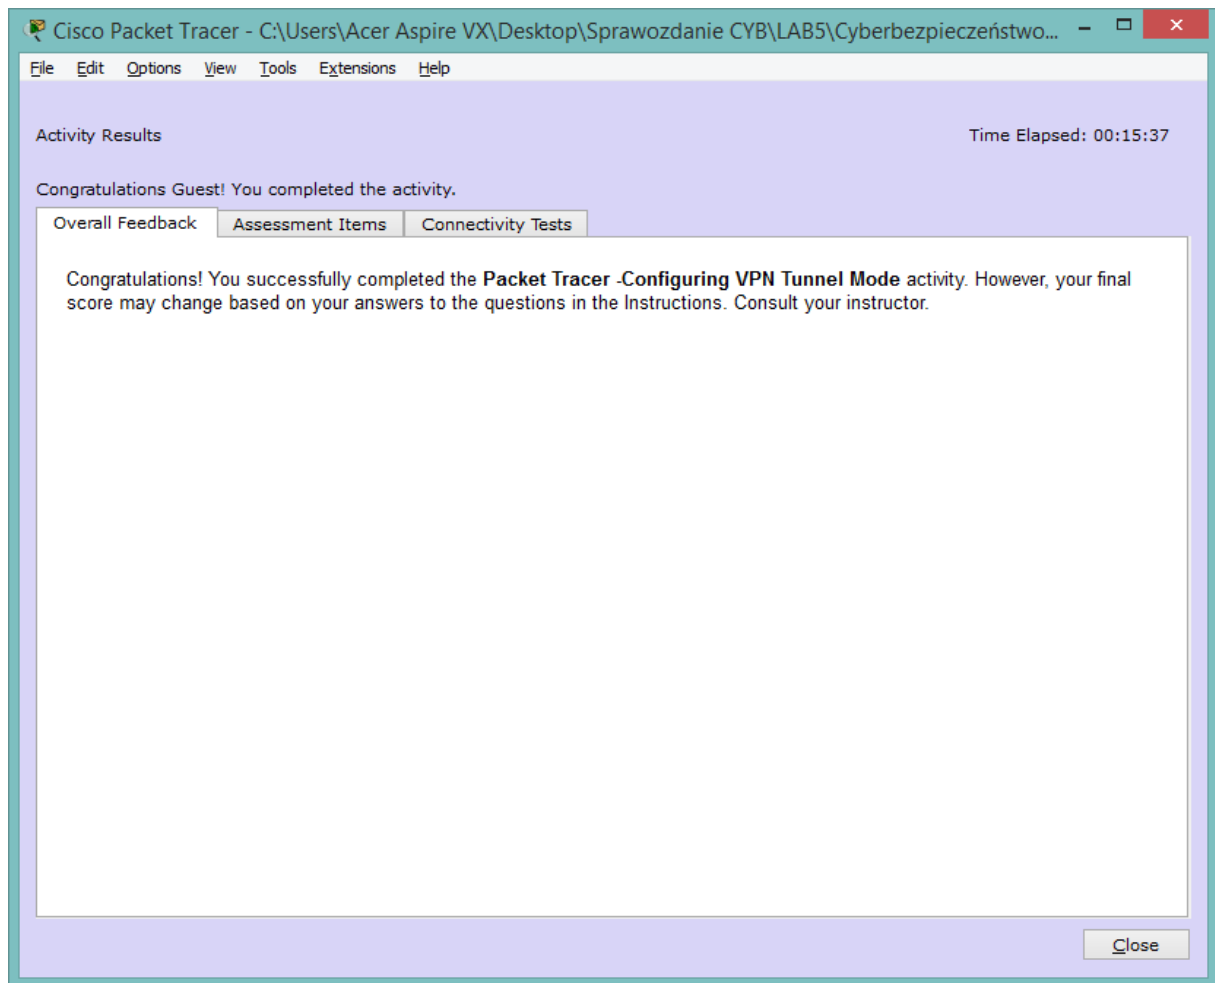 Cisco Packet Tracer - C:\Users\Acer Aspire VX\Desktop\Sprawozdanie CYB\LAB5\Cyberbezpieczeństwo...
File Edit Options View Tools Extensions Help
Activity Results Time Elapsed: 00:15:37
Congratulations Guest! You completed the activity.
Overall Feedback Assessment Items Connectivity Tests
Congratulations! You successfully completed the Packet Tracer -Configuring VPN Tunnel Mode activity. However, your final
score may change based on your answers to the questions in the Instructions. Consult your instructor.
Close